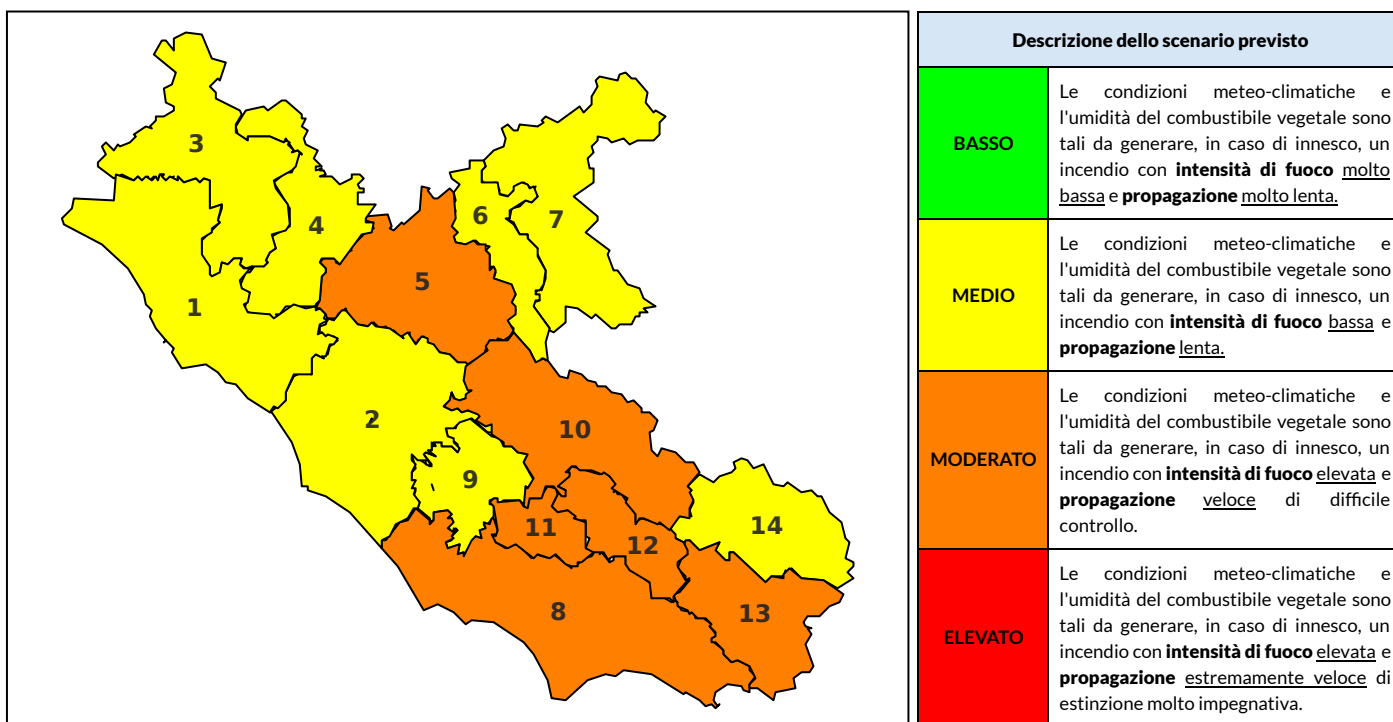 3
4
6
7
5
1
2
10
9
11
12
14
8
13
Descrizione dello scenario previsto
BASSO
Le condizioni meteo-climatiche e
l'umidità del combustibile vegetale sono
tali da generare, in caso di innesco, un
incendio con intensità di fuoco molto
bassa e propagazione molto lenta.
MEDIO
Le condizioni meteo-climatiche e
l'umidità del combustibile vegetale sono
tali da generare, in caso di innesco, un
incendio con intensità di fuoco bassa e
propagazione lenta.
MODERATO
Le condizioni meteo-climatiche e
l'umidità del combustibile vegetale sono
tali da generare, in caso di innesco, un
incendio con intensità di fuoco elevata e
propagazione veloce di difficile
controllo.
ELEVATO
Le condizioni meteo-climatiche e
l'umidità del combustibile vegetale sono
tali da generare, in caso di innesco, un
incendio con intensità di fuoco elevata e
propagazione estremamente veloce di
estinzione molto impegnativa.